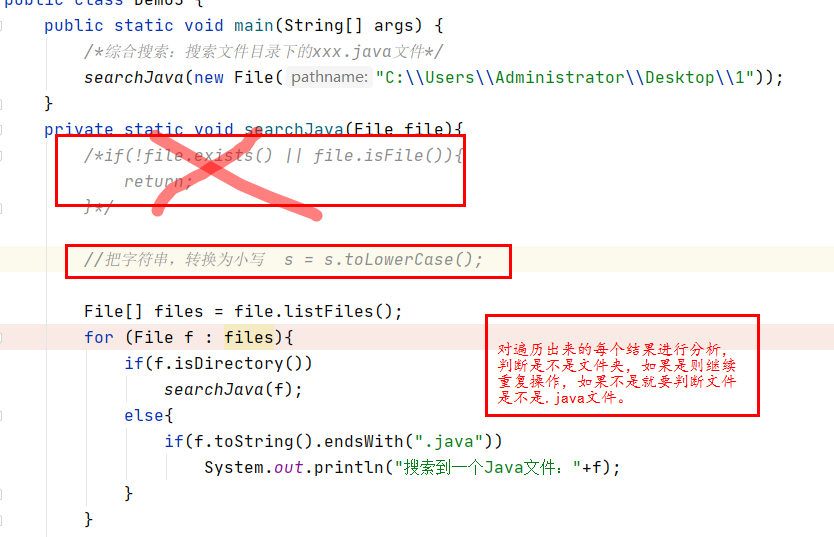 public class Demo5 {
public static void main(String[] args) {
/*综合搜索：搜索文件目录下的xxx.java文件*/
searchJava(new File( pathname: "C:\\Users\\Administrator\\Desktop\\1"));
}
private static void searchJava(File file){
/*if(!file.exists() || file.isFile()){
return;
}*/
//把字符串，转换为小写 s = s.toLowerCase();
File[] files = file.listFiles();
for (File f : files){
对遍历出来的每个结果进行分析，
判断是不是文件夹，如果是则继续
重复操作，如果不是就要判断文件
是不是.java文件。
if(f.isDirectory())
searchJava(f);
else{
if(f.toString().endsWith(".java"))
System.out.println("搜索到一个Java文件："+f);
}
}